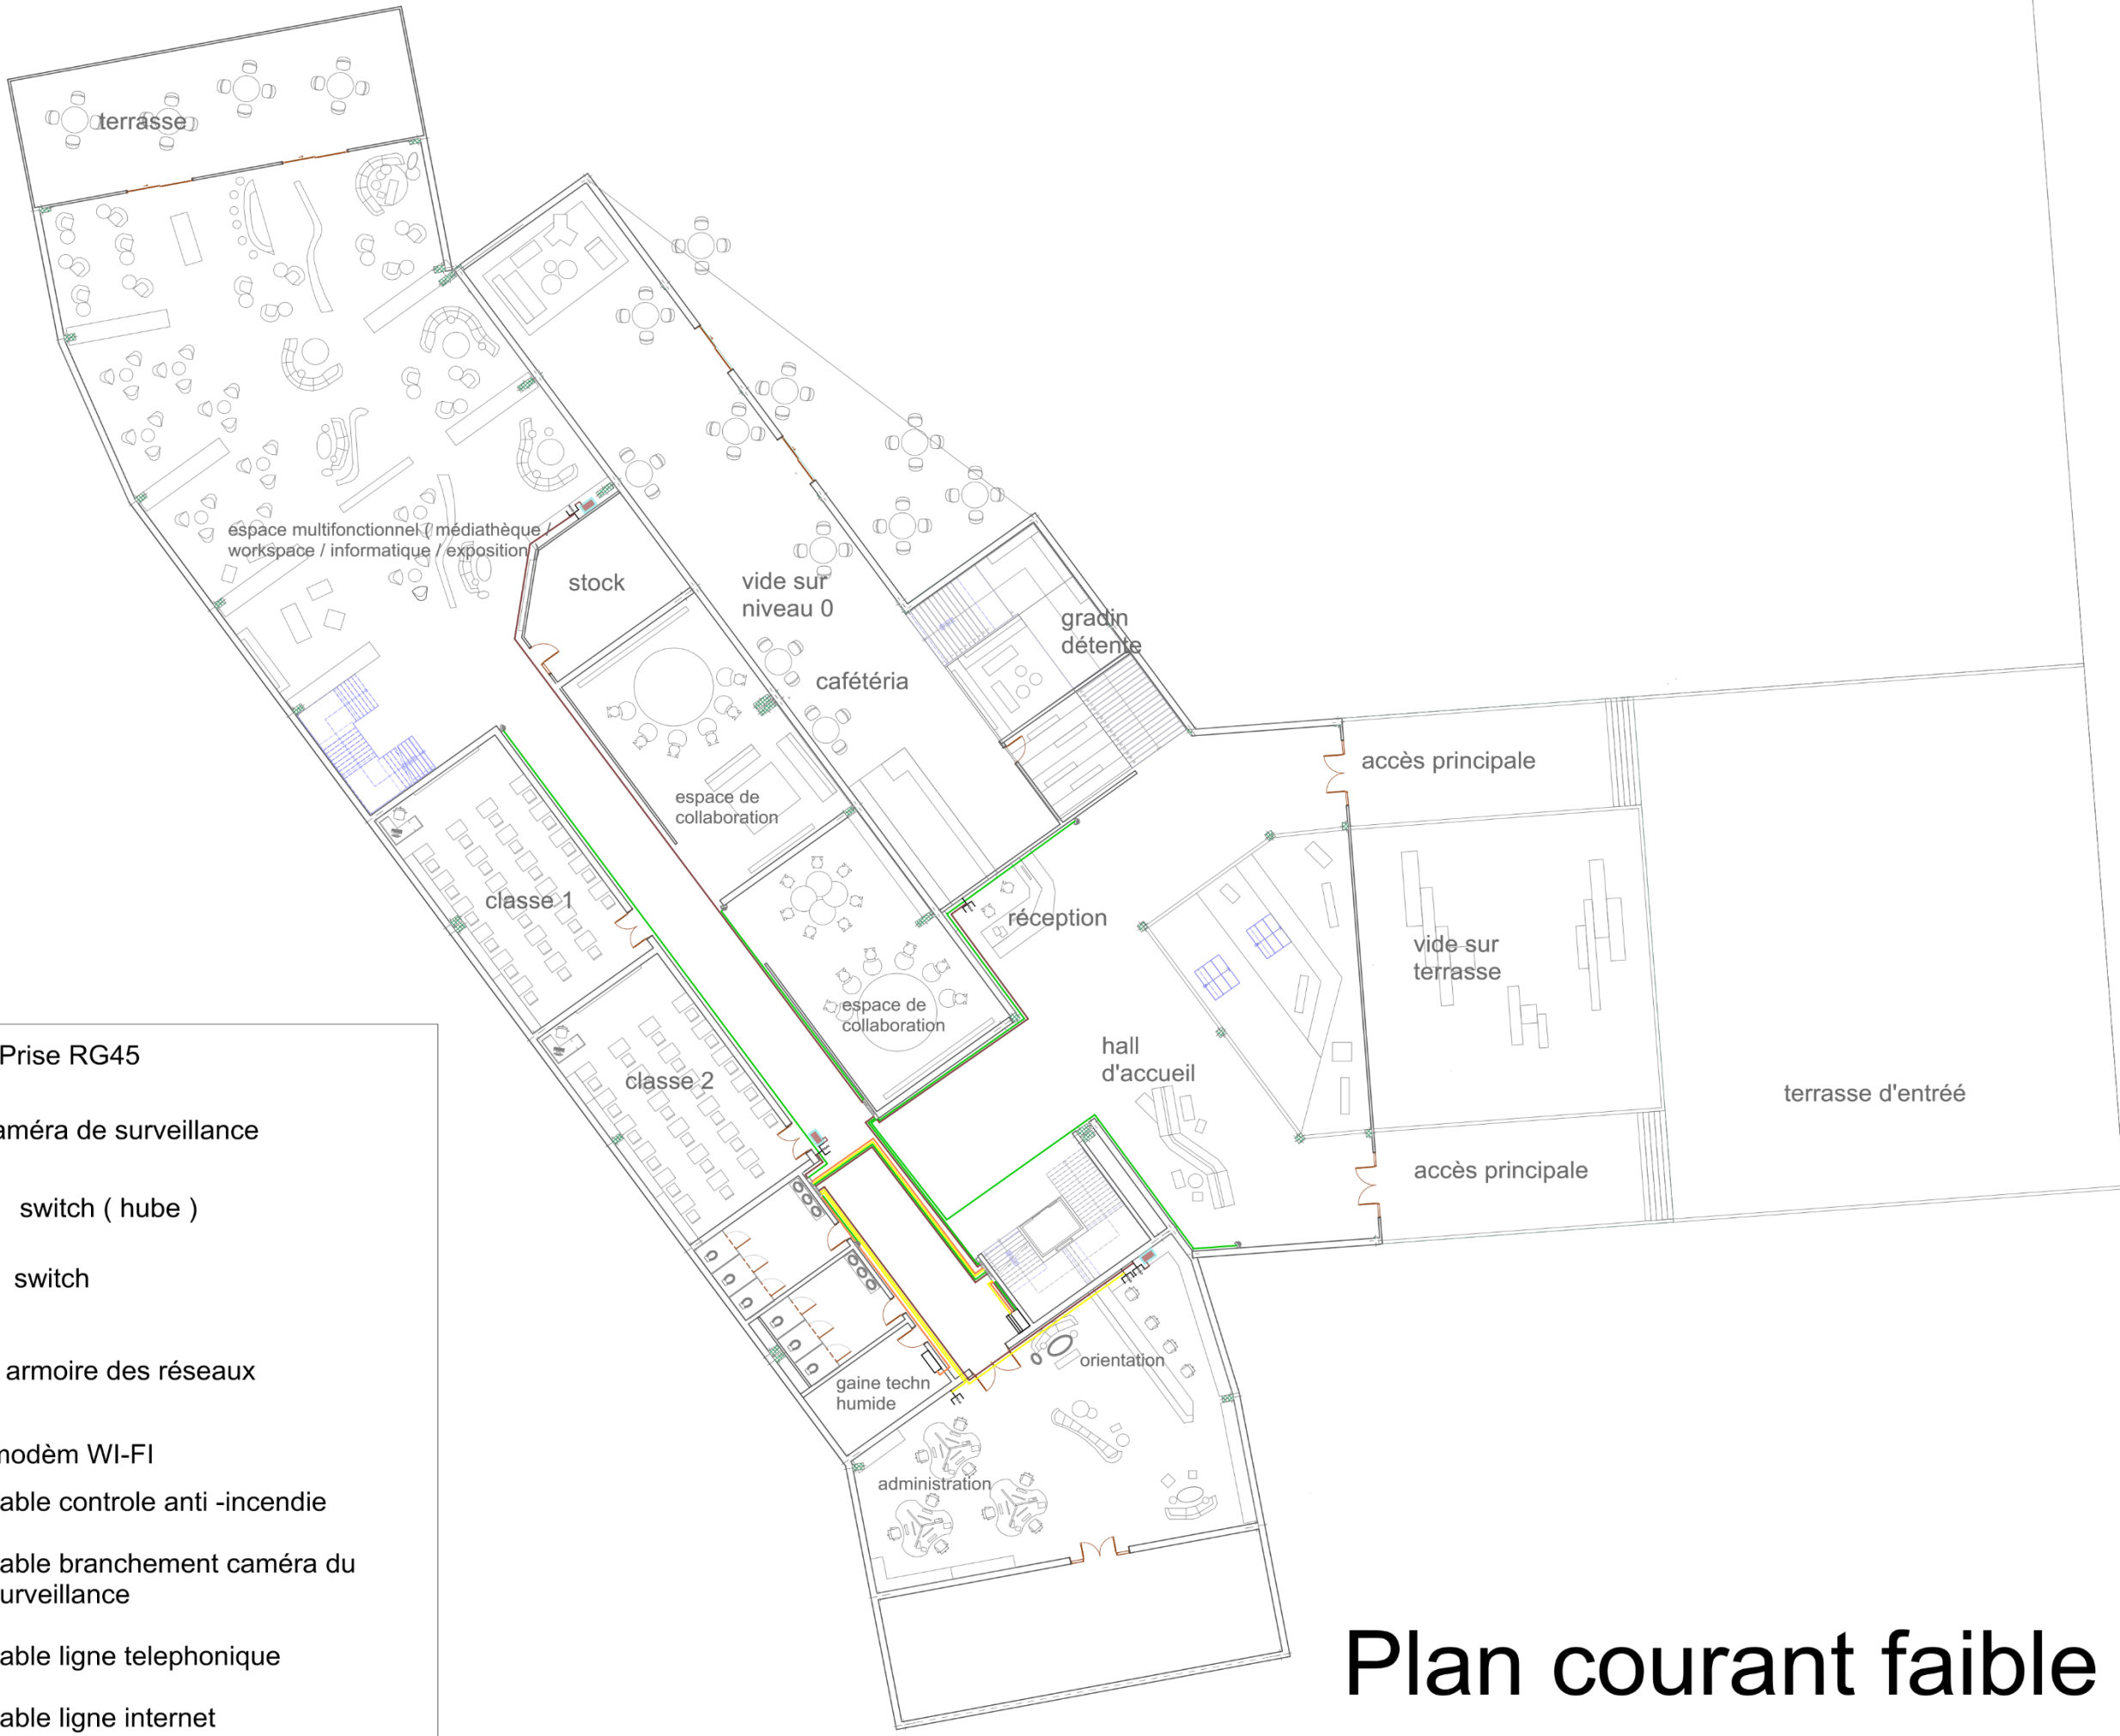 terrasse
espace multifonctionnel ( médiathèque /
workspace / informatique / exposition
stock
vide sur
niveau 0
gradin
détente
cafétéria
accès principale
espace de
collaboration
classe 1
réception
vide sur
terrasse
espace de
collaboration
hall
d'accueil
classe 2
terrasse d'entréé
accès principale
orientation
gaine techn
humide
administration
Prise RG45
améra de surveillance
switch ( hube )
switch
armoire des réseaux
modèm WI-FI
able controle anti -incendie
able branchement caméra du
urveillance
able ligne telephonique
able ligne internet
Plan courant faible